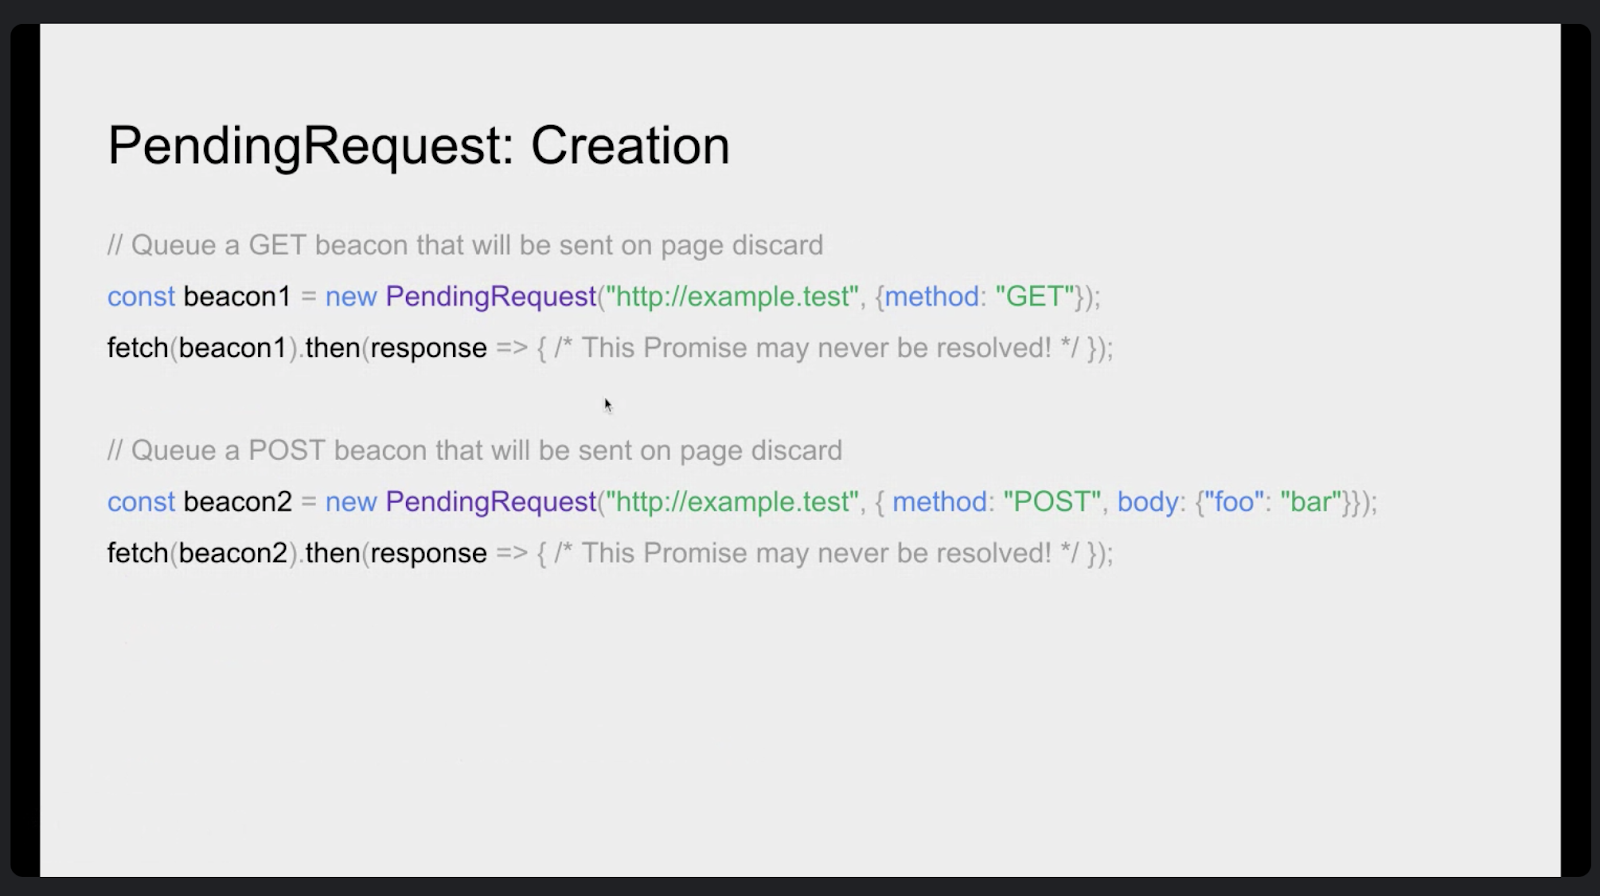 PendingRequest: Creation
// Queue a GET beacon that will be sent on page discard
const beacon1 = new PendingRequest("http://example.test", {method: "GET"});
fetch(beacon1).then(response => { /* This Promise may never be resolved! */ });
// Queue a POST beacon that will be sent on page discard
const beacon2 = new PendingRequest("http://example.test", { method: "POST", body: {"foo": "bar"}});
fetch(beacon2).then(response => { /* This Promise may never be resolved! */ });